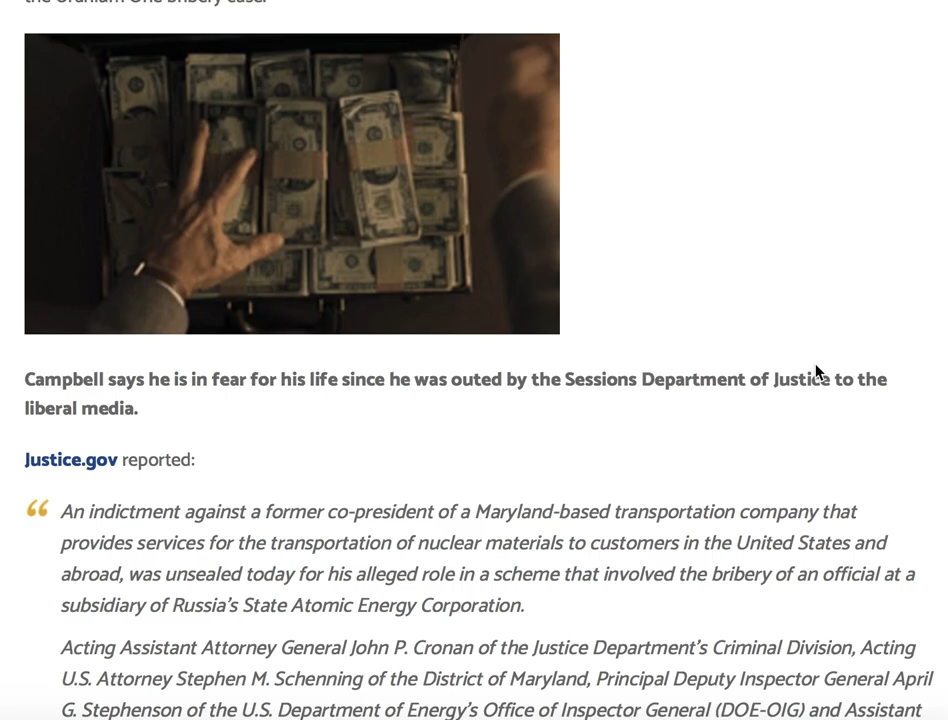 the Uranium One bribery case.
Campbell says he is in fear for his life since he was outed by the Sessions Department of Justice to the
liberal media.
Justice.gov reported:
“ An indictment against a former co-president of a Maryland-based transportation company that
provides services for the transportation of nuclear materials to customers in the United States and
abroad, was unsealed today for his alleged role in a scheme that involved the bribery of an official at a
subsidiary of Russia’s State Atomic Energy Corporation.
Acting Assistant Attorney General John P. Cronan of the Justice Department’s Criminal Division, Acting
U.S. Attorney Stephen M. Schenning of the District of Maryland, Principal Deputy Inspector General April
G. Stephenson of the U.S. Department of Energy’s Office of Inspector General (DOE-OIG) and Assistant